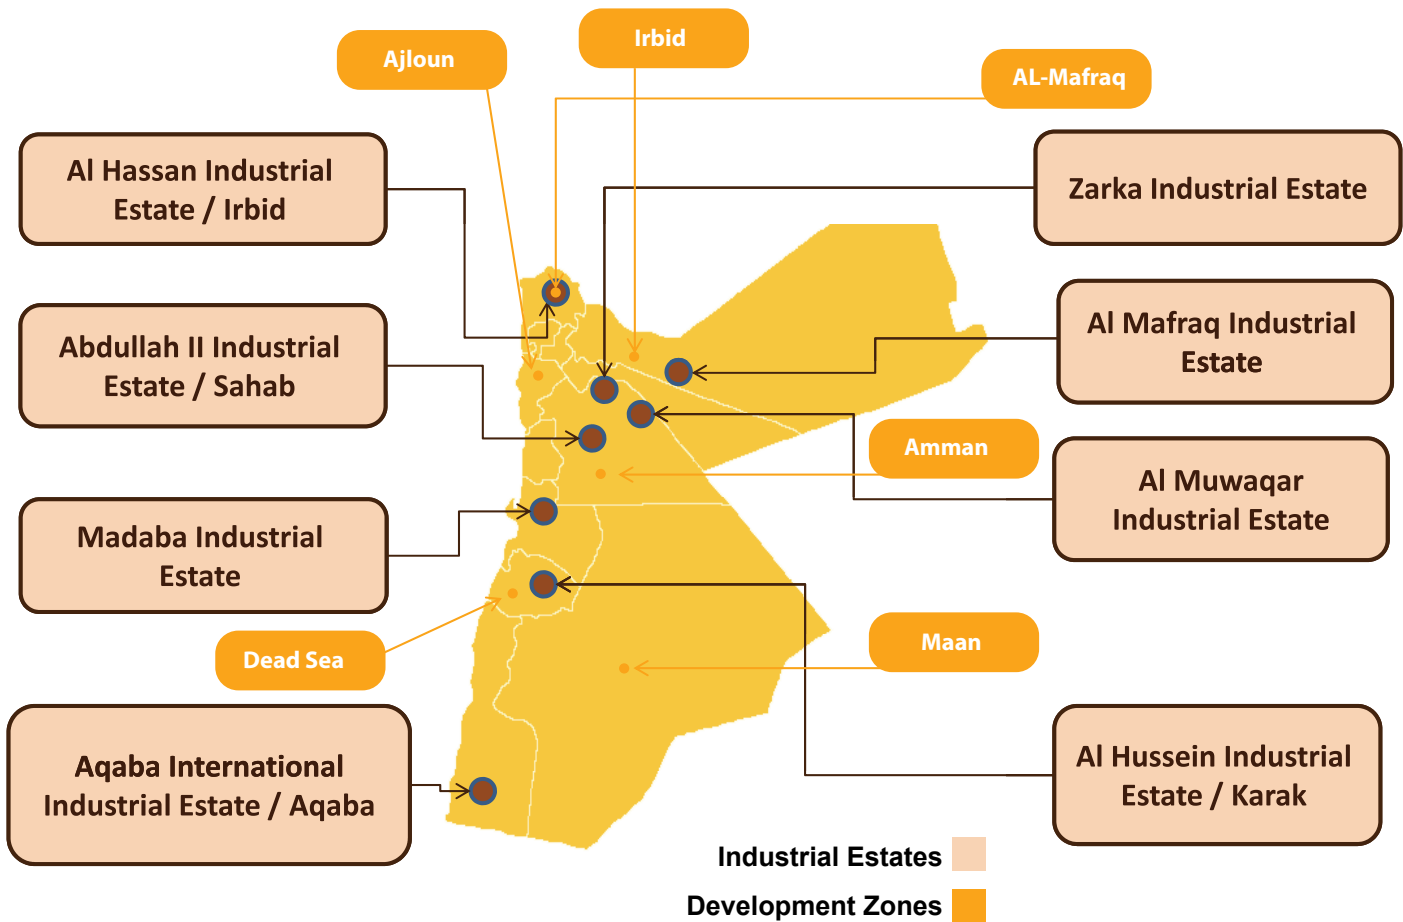 Irbid
Ajloun
AL-Mafraq
Al Hassan Industrial
Estate / Irbid
Zarka Industrial Estate
Abdullah II Industrial
Estate / Sahab
Al Mafraq Industrial
Estate
Amman
Al Muwaqar
Industrial Estate
Madaba Industrial
Estate
Dead Sea
Maan
Aqaba International
Industrial Estate / Aqaba
Al Hussein Industrial
Estate / Karak
Industrial Estates
Development Zones